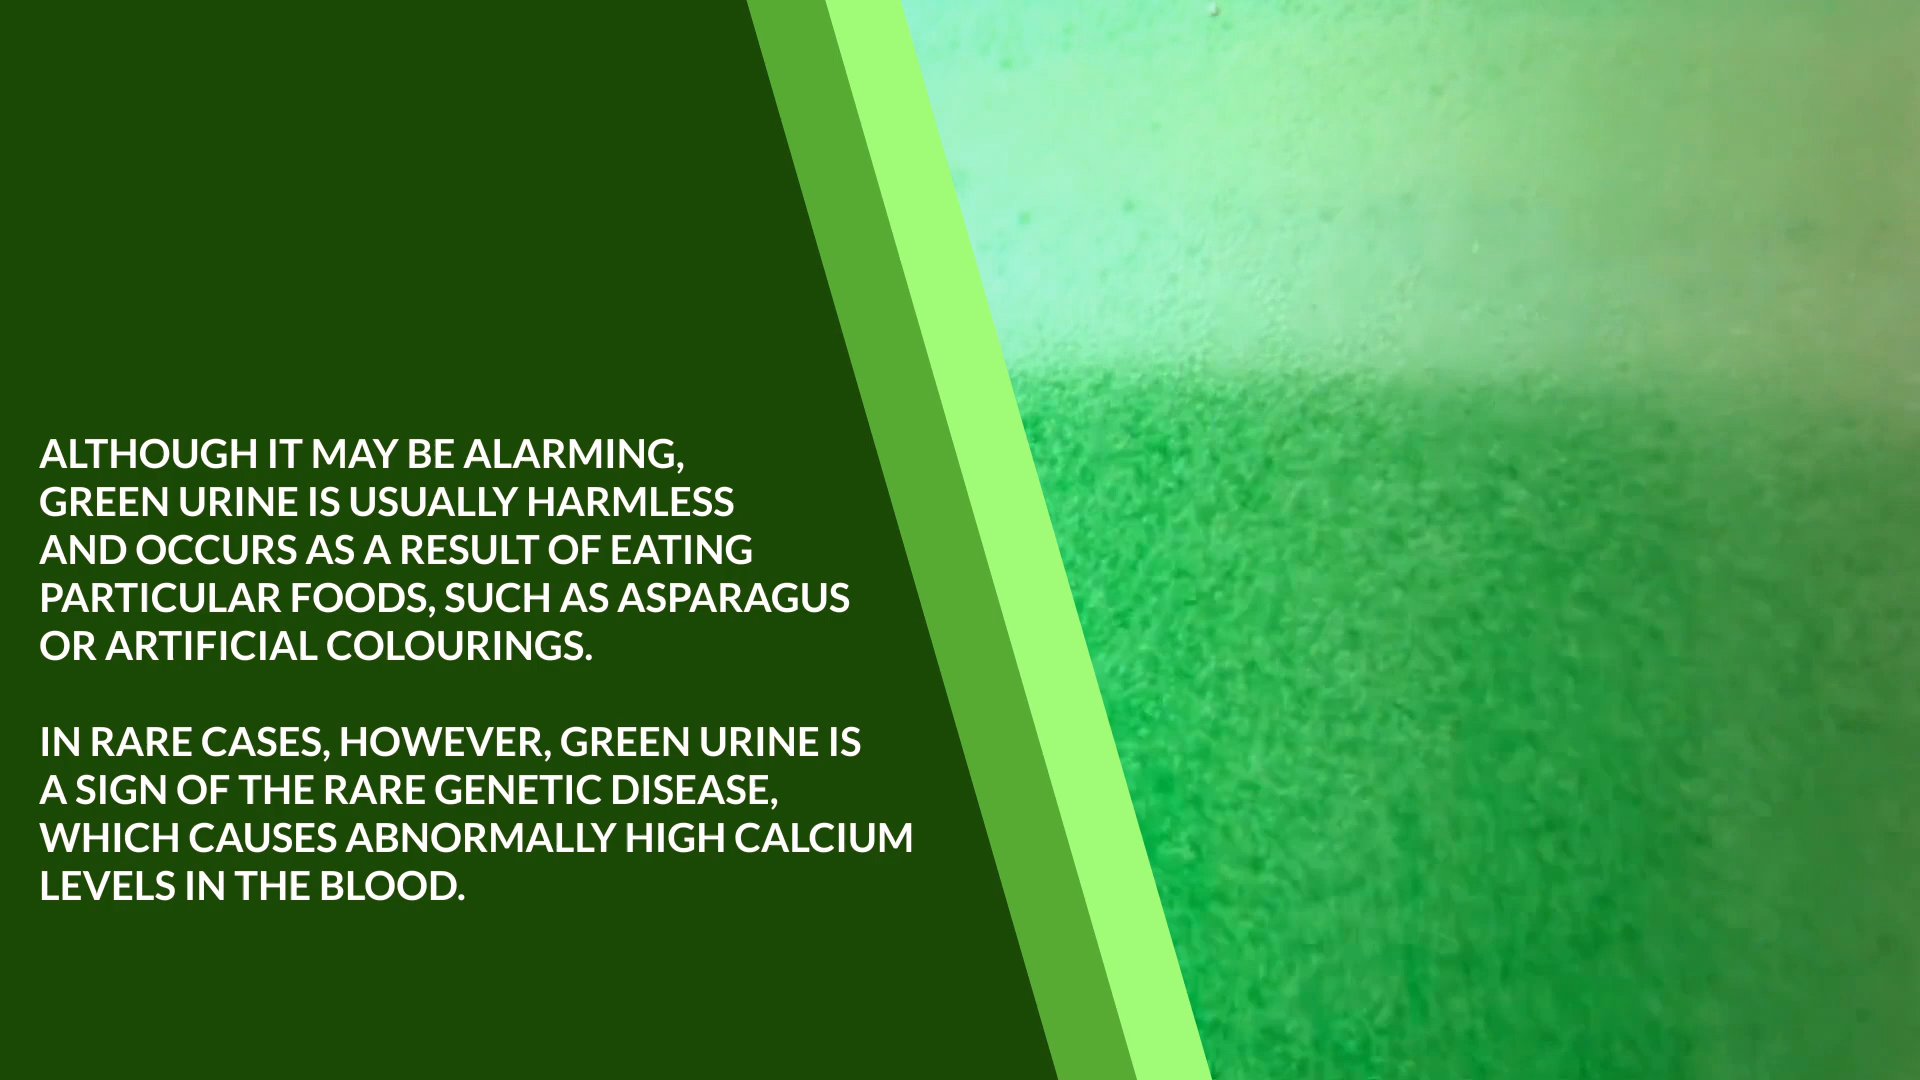 ALTHOUGH IT MAY BE ALARMING,
GREEN URINE IS USUALLY HARMLESS
AND OCCURS AS A RESULT OF EATING
PARTICULAR FOODS, SUCH AS ASPARAGUS
OR ARTIFICIAL COLOURINGS.
IN RARE CASES, HOWEVER, GREEN URINE IS
A SIGN OF THE RARE GENETIC DISEASE,
WHICH CAUSES ABNORMALLY HIGH CALCIUM
LEVELS IN THE BLOOD.